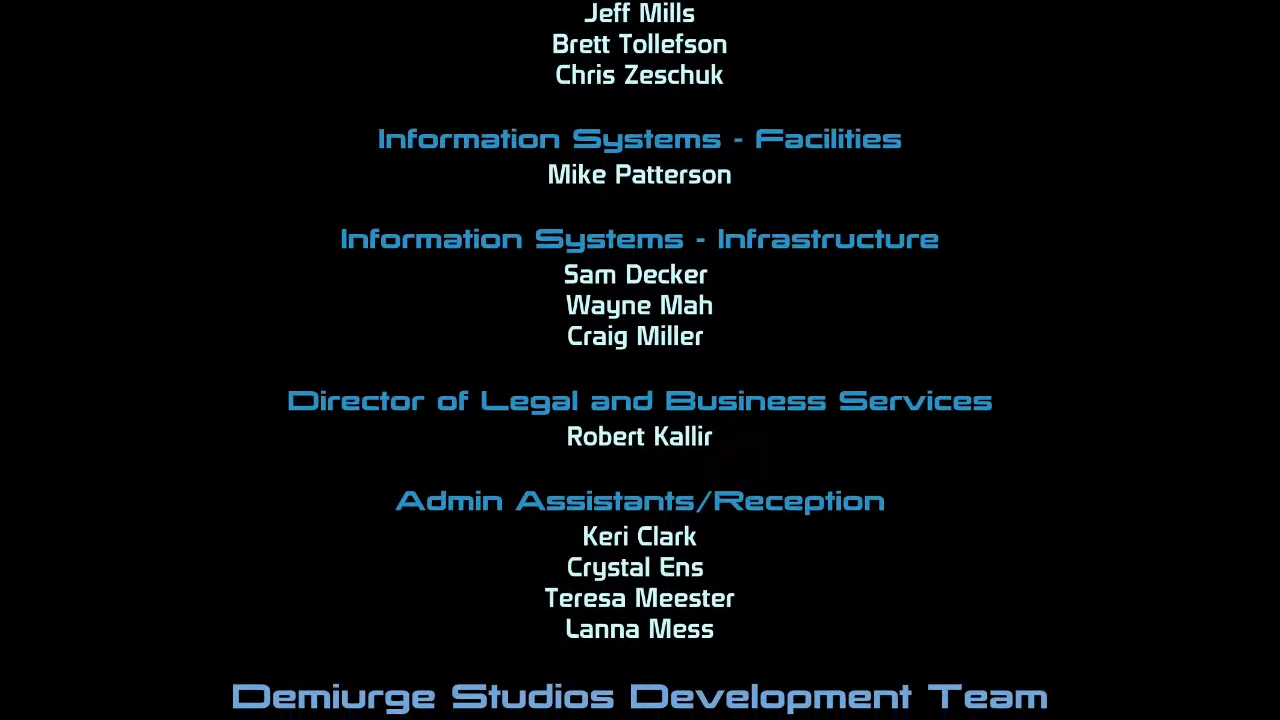 Jeff Mills
Brett Tollefson
Chris Zeschuk
Information Systems - Facilities
Mike Patterson
Information Systems - Infrastructure
Sam Decker
Wayne Mah
Craig Miller
Director of Legal and Business Services
Robert Kallir
Admin Assistants/Reception
Keri Clark
Crystal Ens
Teresa Meester
Lanna Mess
Demiurge Studios Development Team